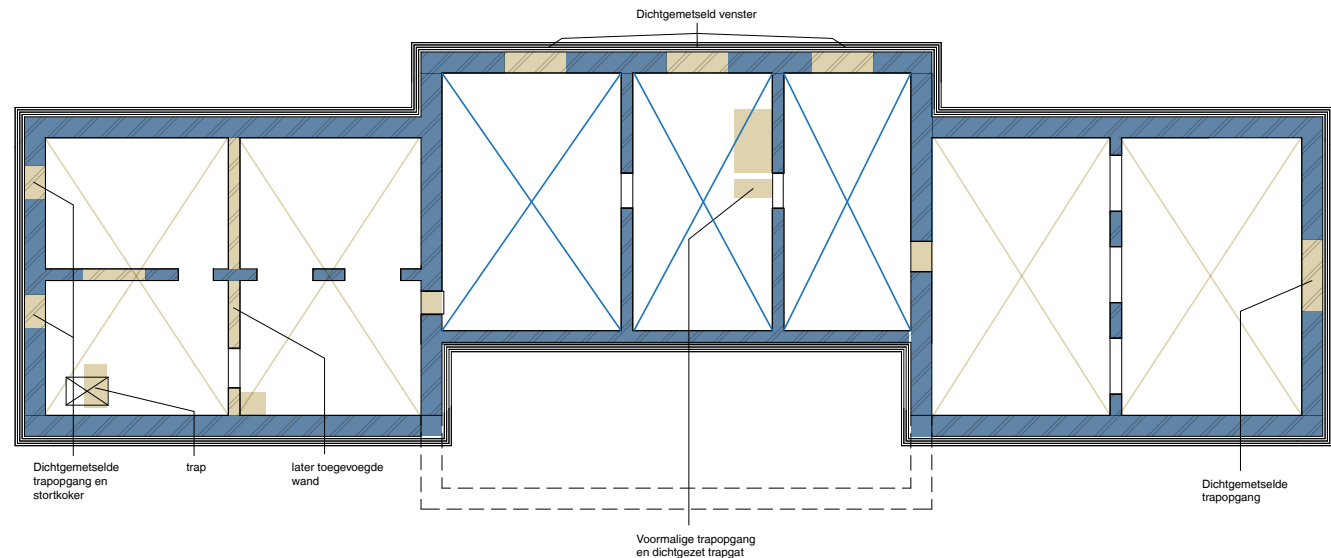 Dichtgemetseld venster
Dichtgemetselde
trapopgang en
stortkoker
trap
later toegevoegde
wand
Voormalige trapopgang
en dichtgezet trapgat
Dichtgemetselde
trapopgang